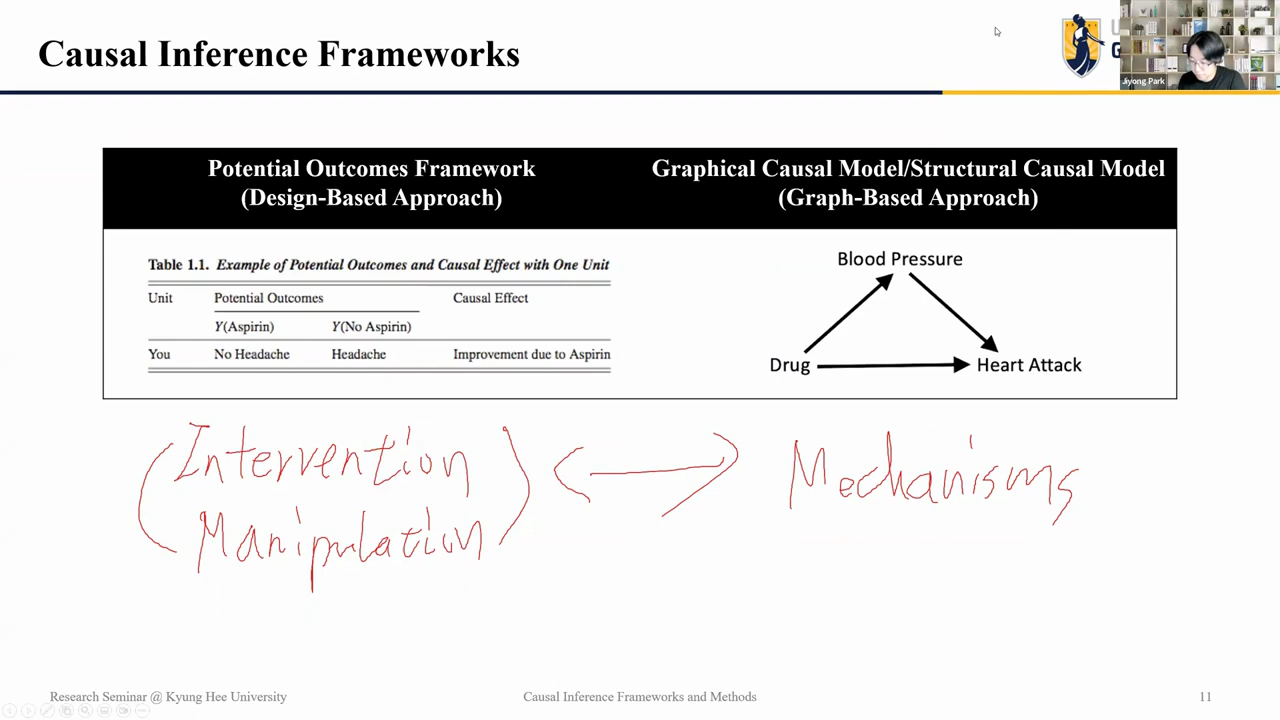 Causal Inference Frameworks
Jiyong Park
Potential Outcomes Framework
(Design-Based Approach)
Graphical Causal Model/Structural Causal Model
(Graph-Based Approach)
Table 1.1. Example of Potential Outcomes and Causal Effect with One Unit
Unit Potential Outcomes Causal Effect
Y(Aspirin) Y(No Aspirin)
You No Headache Headache Improvement due to Aspirin
Blood Pressure
Drug Heart Attack
(Intervention
Manipulation)
Mechanisms
Research Seminar @ Kyung Hee University Causal Inference Frameworks and Methods 11